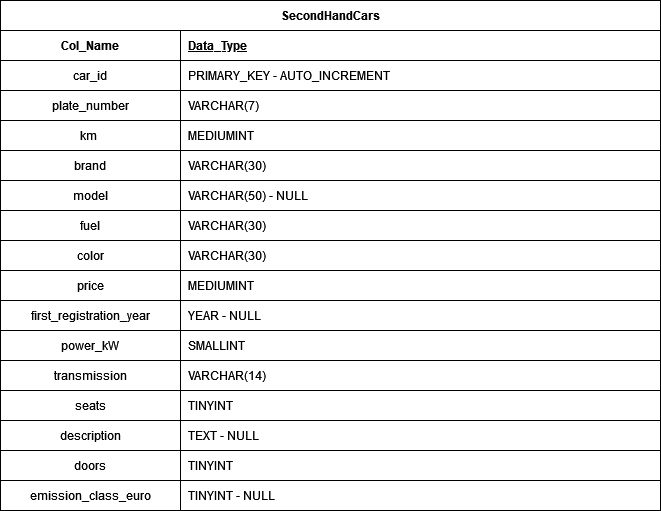 SecondHandCars
Col_Name Data_Type
car_id PRIMARY_KEY - AUTO_INCREMENT
plate_number VARCHAR(7)
km MEDIUMINT
brand VARCHAR(30)
model VARCHAR(50) - NULL
fuel VARCHAR(30)
color VARCHAR(30)
price MEDIUMINT
first_registration_year YEAR - NULL
power_kW SMALLINT
transmission VARCHAR(14)
seats TINYINT
description TEXT - NULL
doors TINYINT
emission_class_euro TINYINT - NULL